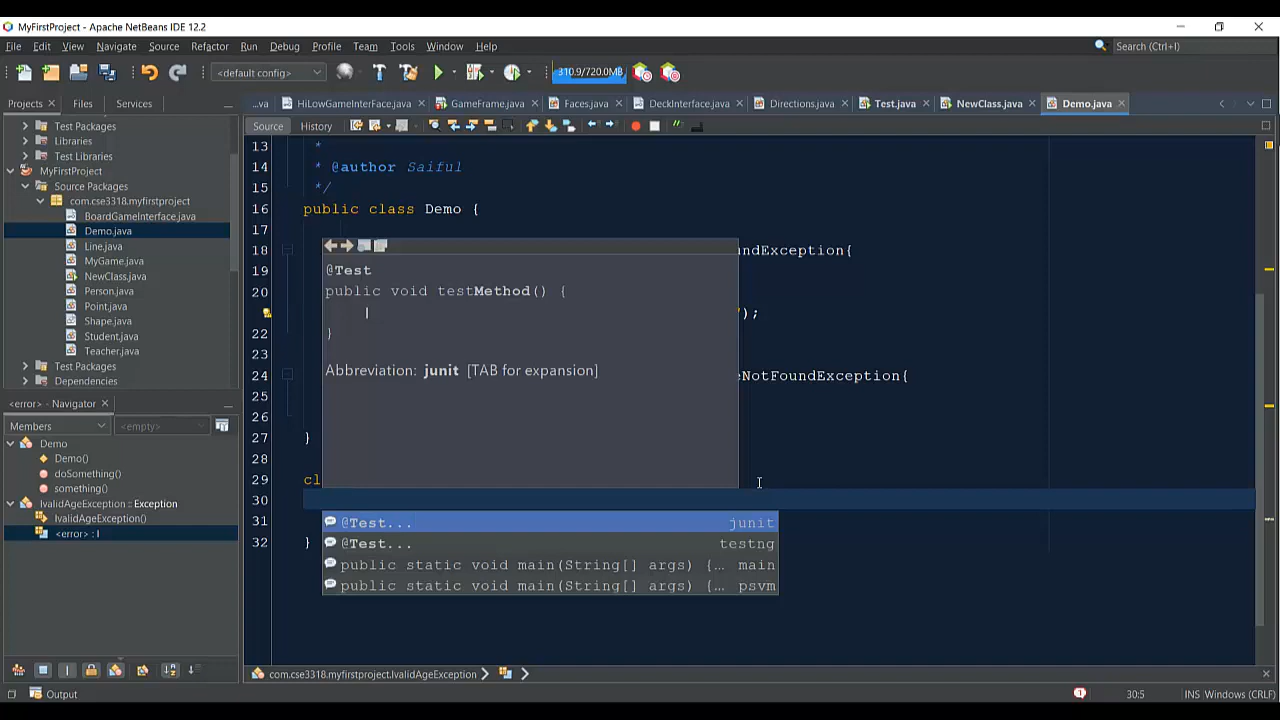 MyFirstProject - Apache NetBeans IDE 12.2
File Edit View Navigate Source Refactor Run Debug Profile Team Tools Window Help
Search (Ctrl+I)
<default config>
310.9/720.0MB
Projects Files Services
...va HiLowGameInterFace.java GameFrame.java Faces.java DeckInterface.java Directions.java Test.java NewClass.java Demo.java
Source History
Test Packages
Libraries
Test Libraries
MyFirstProject
Source Packages
com.cse3318.myfirstproject
BoardGameInterface.java
Demo.java
Line.java
MyGame.java
NewClass.java
Person.java
Point.java
Shape.java
Student.java
Teacher.java
Test Packages
Dependencies
<error> - Navigator
Members <empty>
Demo
Demo()
doSomething()
something()
IvalidAgeException :: Exception
IvalidAgeException()
<error> : I
13 *
14 * @author Saiful
15 */
16 public class Demo {
17
18 ndException{
19
20
");
22
23
24 eNotFoundException{
25
26
27 }
28
29 cl
30
31
32 }
@Test
public void testMethod() {
|
}
Abbreviation: junit [TAB for expansion]
@Test... junit
@Test... testng
public static void main(String[] args) {... main
public static void main(String[] args) {... psvm
com.cse3318.myfirstproject.IvalidAgeException
Output
1
30:5
INS Windows (CRLF)